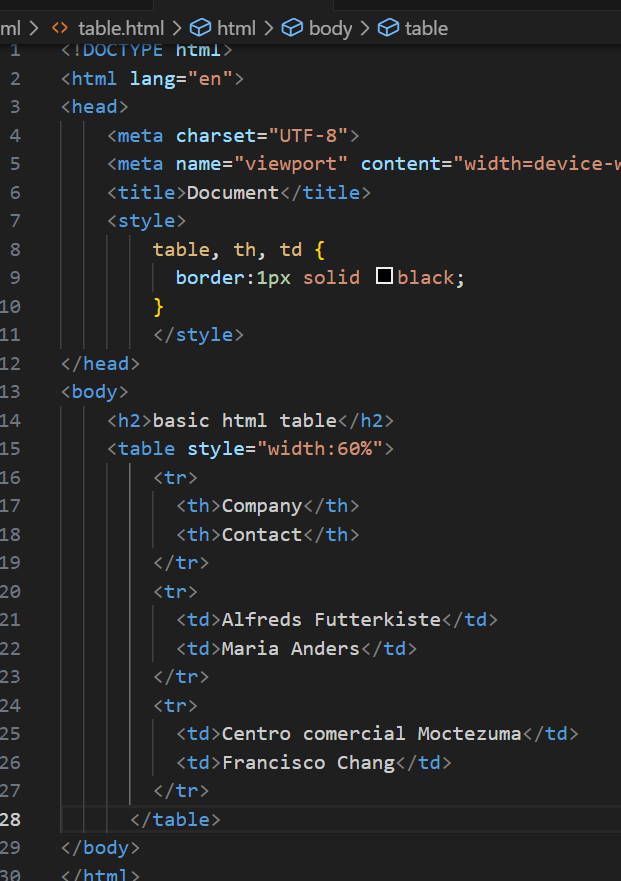 ml > <> table.html > html > body > table
1 <!DOCTYPE html>
2 <html lang="en">
3 <head>
4 <meta charset="UTF-8">
5 <meta name="viewport" content="width=device-w
6 <title>Document</title>
7 <style>
8 table, th, td {
9 border:1px solid black;
10 }
11 </style>
12 </head>
13 <body>
14 <h2>basic html table</h2>
15 <table style="width:60%">
16 <tr>
17 <th>Company</th>
18 <th>Contact</th>
19 </tr>
20 <tr>
21 <td>Alfreds Futterkiste</td>
22 <td>Maria Anders</td>
23 </tr>
24 <tr>
25 <td>Centro comercial Moctezuma</td>
26 <td>Francisco Chang</td>
27 </tr>
28 </table>
29 </body>
30 </html>